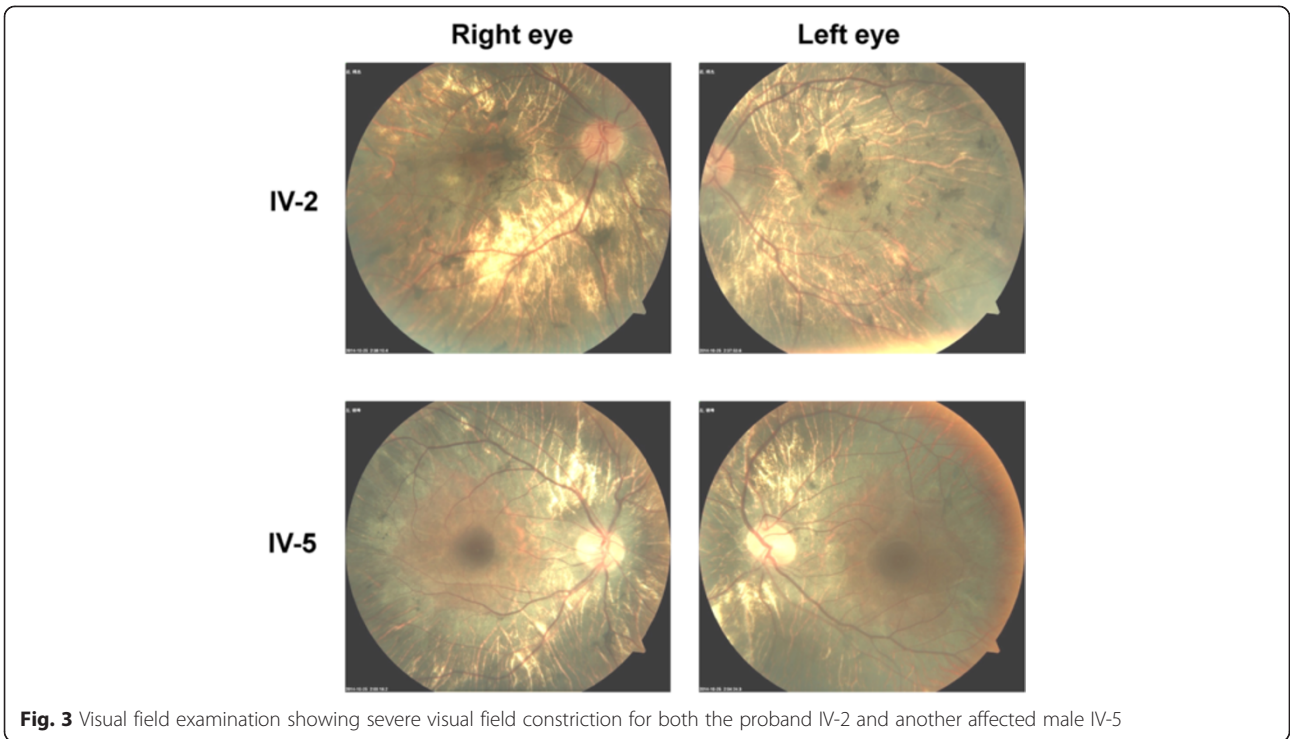 Right eye Left eye
IV-2
IV-5
Fig. 3 Visual field examination showing severe visual field constriction for both the proband IV-2 and another affected male IV-5